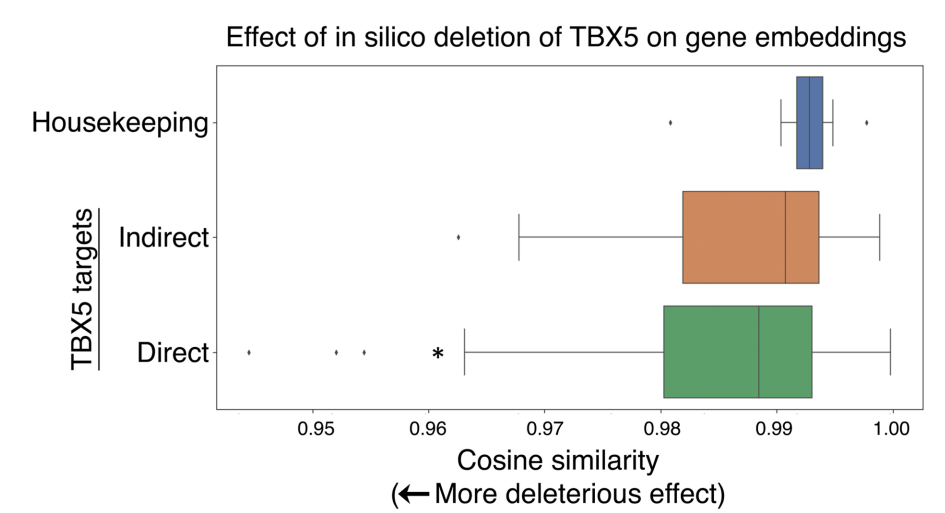 Effect of in silico deletion of TBX5 on gene embeddings
Housekeeping
TBX5 targets
Indirect
Direct
*
0.95 0.96 0.97 0.98 0.99 1.00
Cosine similarity
(← More deleterious effect)